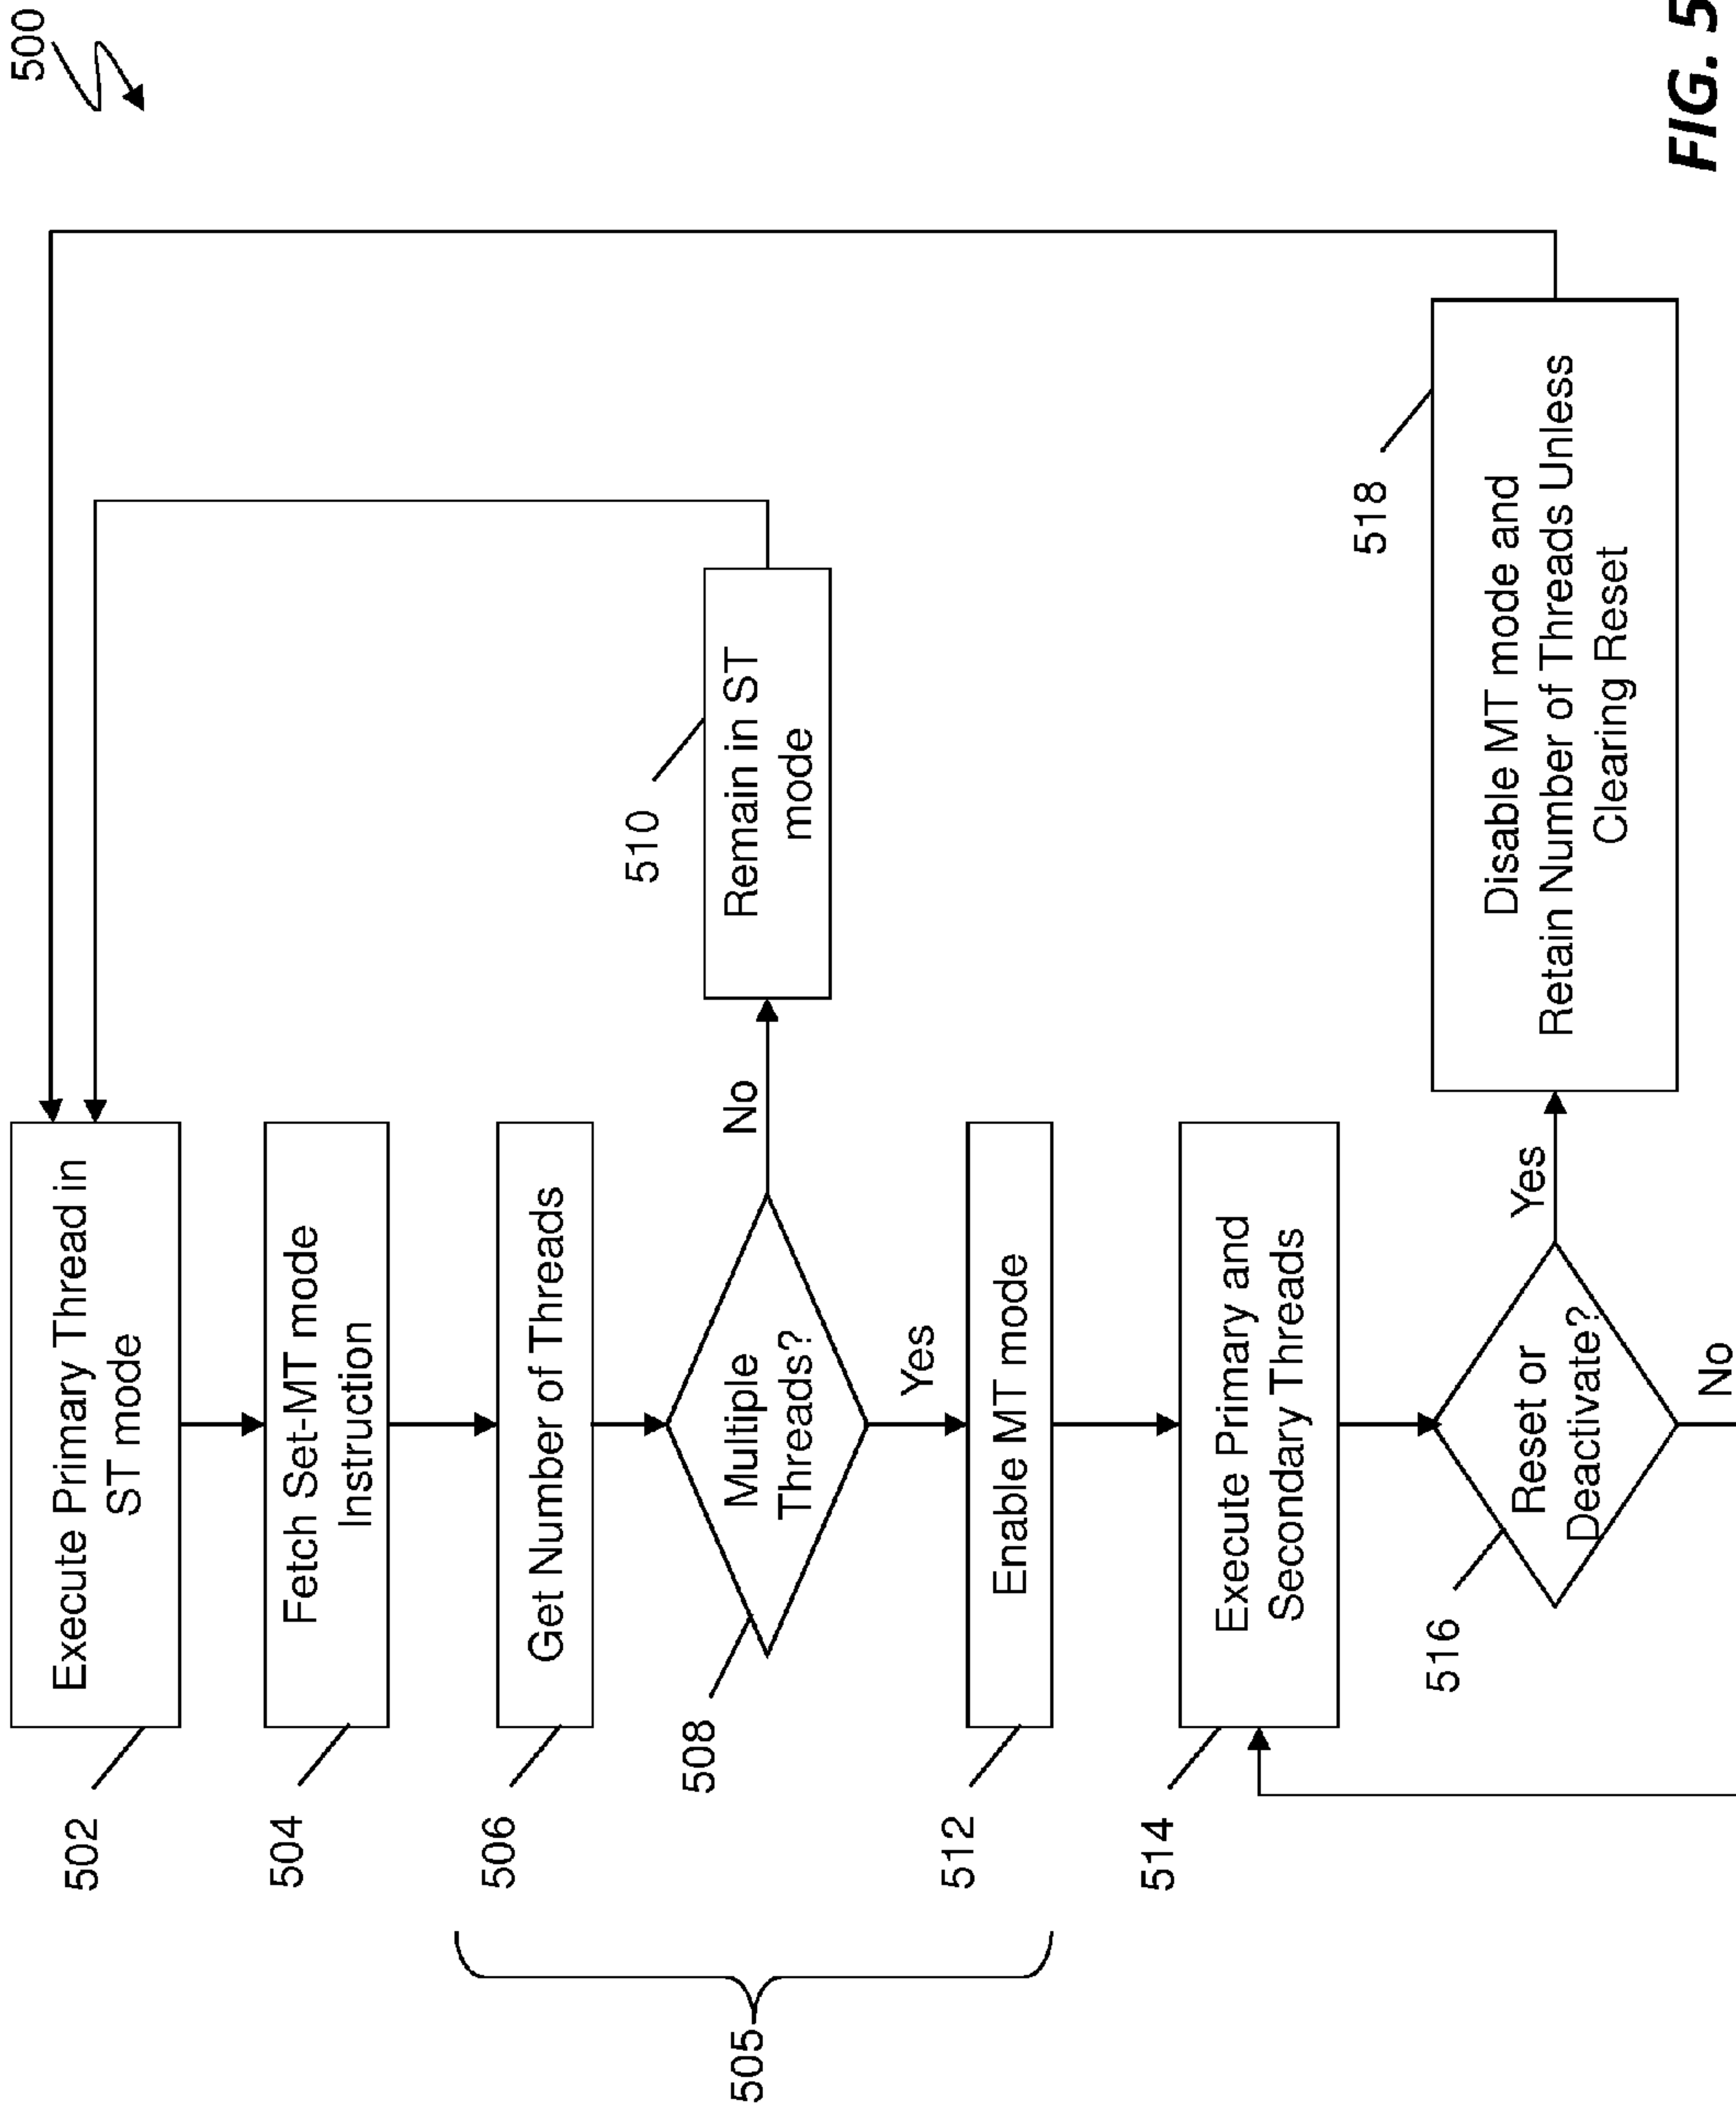 500
Execute Primary Thread in
ST mode
502
Fetch Set-MT mode
Instruction
504
Get Number of Threads
506
505
Multiple
Threads?
508
No
Remain in ST
mode
510
Yes
Enable MT mode
512
Execute Primary and
Secondary Threads
514
Reset or
Deactivate?
516
Yes
Disable MT mode and
Retain Number of Threads Unless
Clearing Reset
518
No
FIG. 5